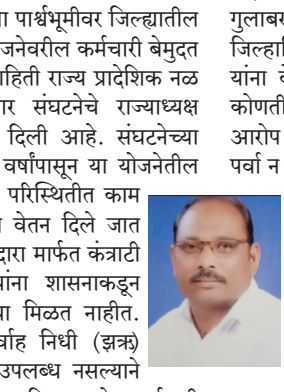 या पार्श्वभूमीवर जिल्ह्यातील
जनेवरील कर्मचारी बेमुदत
ाहिती राज्य प्रादेशिक नळ
ार संघटनेचे राज्याध्यक्ष
दिली आहे. संघटनेच्या
वर्षांपासून या योजनेतील
परिस्थितीत काम
वेतन दिले जात
दारा मार्फत कंत्राटी
यांना शासनाकडून
या मिळत नाहीत.
र्वाह निधी (झऋ)
उपलब्ध नसल्याने
गुलाबर
जिल्हाि
यांना वे
कोणती
आरोप
पर्वा न